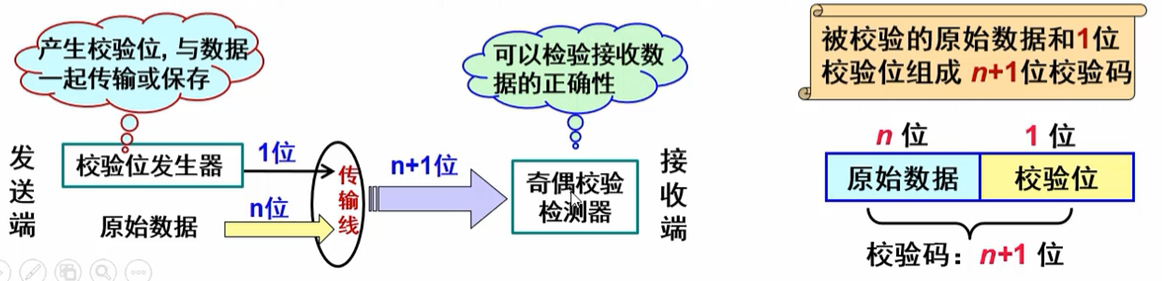 产生校验位, 与数据
一起传输或保存
可以检验接收数
据的正确性
被校验的原始数据和1位
校验位组成 n+1位校验码
发送端
校验位发生器
1位
原始数据
n位
传输线
n+1位
奇偶校验
检测器
接收端
n 位
1 位
原始数据
校验位
校验码：n+1 位